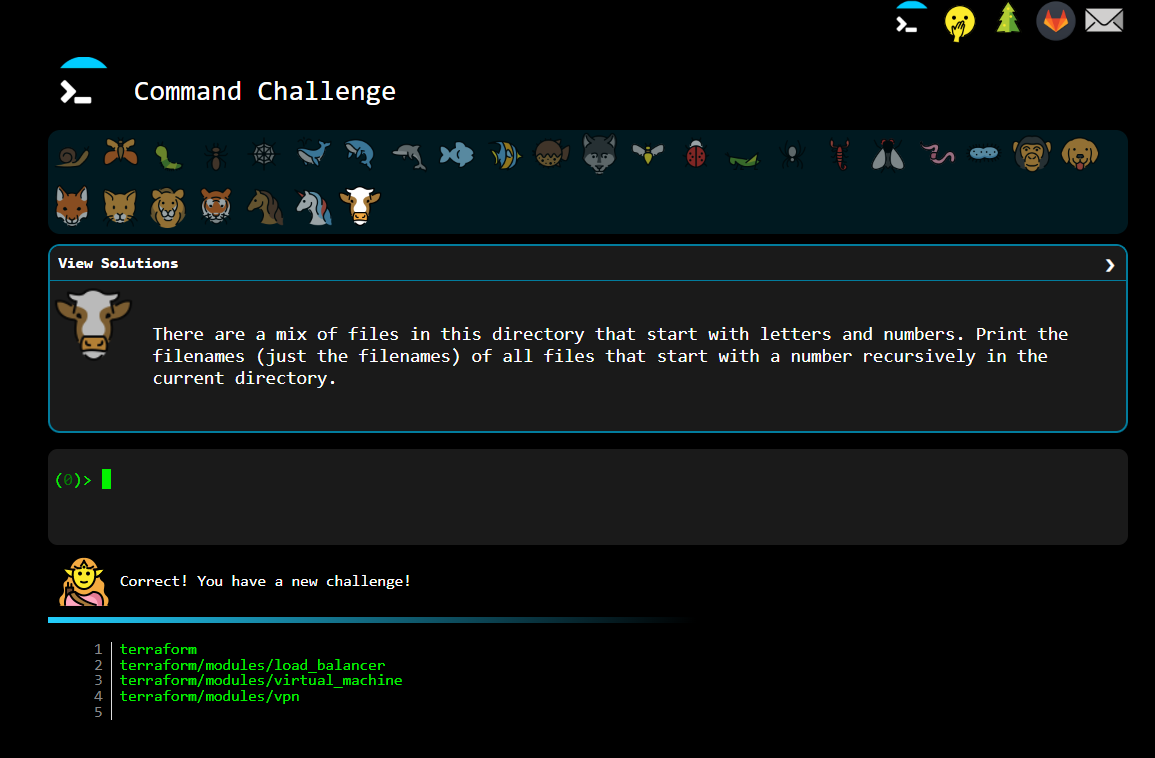 Command Challenge
View Solutions
There are a mix of files in this directory that start with letters and numbers. Print the
filenames (just the filenames) of all files that start with a number recursively in the
current directory.
(0)>
Correct! You have a new challenge!
1 terraform
2 terraform/modules/load_balancer
3 terraform/modules/virtual_machine
4 terraform/modules/vpn
5